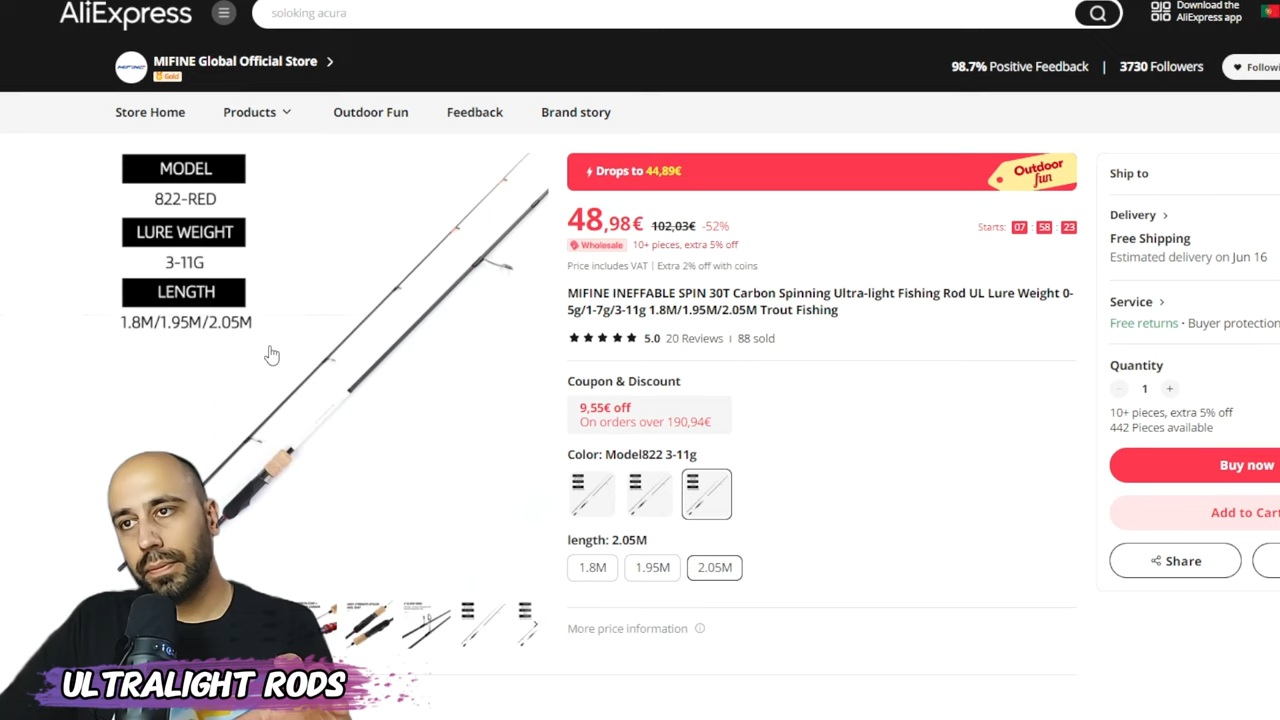 AliExpress
soloking acura
Download the
AliExpress app
MIFINE
MIFINE Global Official Store
Gold
98.7% Positive Feedback | 3730 Followers
Followi
Store Home
Products
Outdoor Fun
Feedback
Brand story
MODEL
822-RED
LURE WEIGHT
3-11G
LENGTH
1.8M/1.95M/2.05M
Drops to 44,89€
Outdoor
fun
48,98€ 102,03€ -52%
Starts: 07 : 58 : 23
Wholesale 10+ pieces, extra 5% off
Price includes VAT | Extra 2% off with coins
MIFINE INEFFABLE SPIN 30T Carbon Spinning Ultra-light Fishing Rod UL Lure Weight 0-
5g/1-7g/3-11g 1.8M/1.95M/2.05M Trout Fishing
5.0 20 Reviews | 88 sold
Coupon & Discount
9,55€ off
On orders over 190,94€
Color: Model822 3-11g
length: 2.05M
1.8M
1.95M
2.05M
More price information
Ship to
Delivery
Free Shipping
Estimated delivery on Jun 16
Service
Free returns · Buyer protection
Quantity
1
10+ pieces, extra 5% off
442 Pieces available
Buy now
Add to Cart
Share
ULTRALIGHT RODS